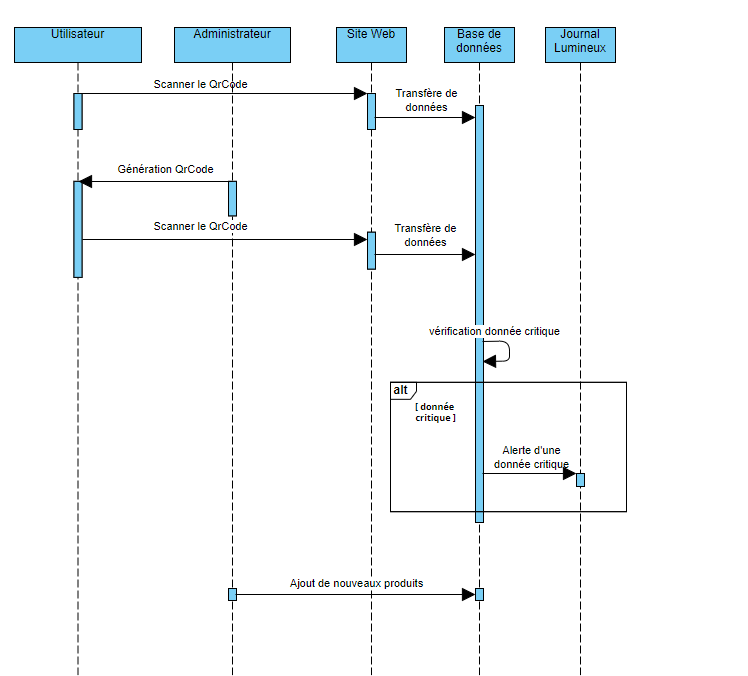 Utilisateur
Administrateur
Site Web
Base de
données
Journal
Lumineux
Scanner le QrCode
Transfère de
données
Génération QrCode
Scanner le QrCode
Transfère de
données
vérification donnée critique
alt
[ donnée
critique ]
Alerte d'une
donnée critique
Ajout de nouveaux produits